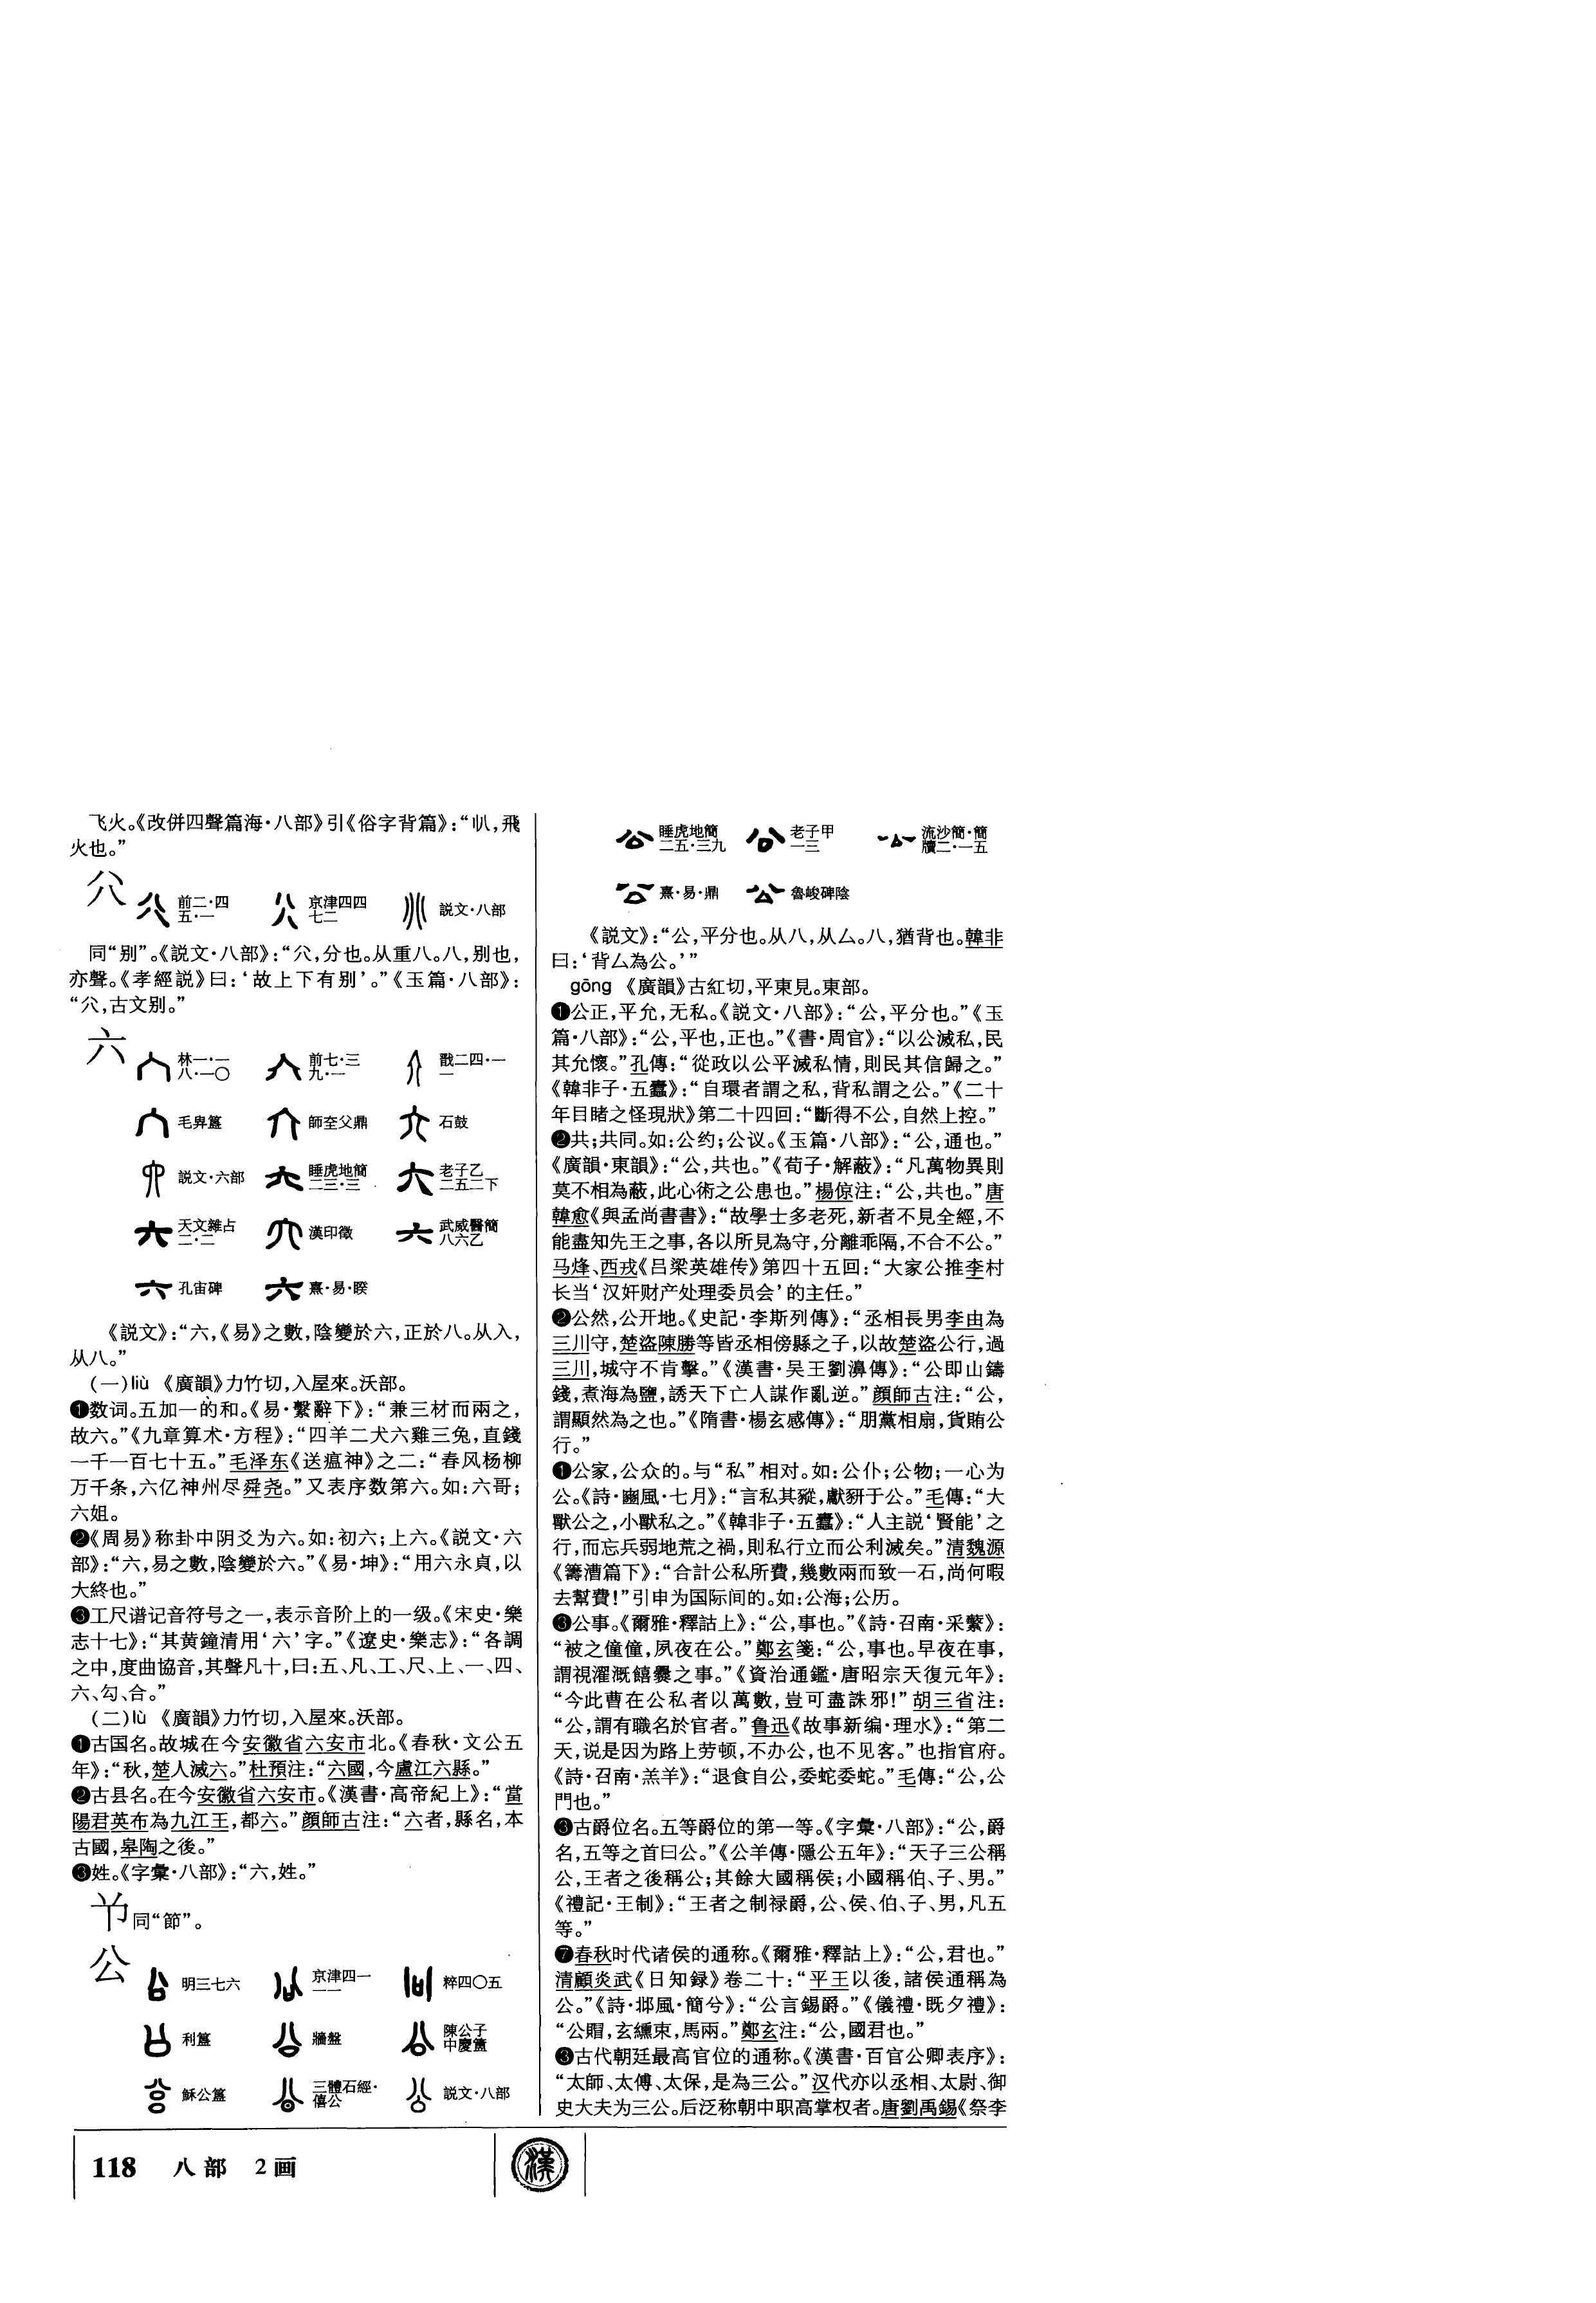 飞火。《改併四聲篇海·八部》引《俗字背篇》：“㐱，飛
火也。”
㕣
前二·四
五·一
京津四四
七二
説文·八部
同“别”。《説文·八部》：“，分也。从重八。八，别也，
亦聲。《孝經説》曰：‘故上下有别’。”《玉篇·八部》：
“，古文别。”
六
林一·一
八·一〇
前七·三
九·一
戩二四·一
一
毛𢍰簋
師𡘇父鼎
石鼓
説文·六部
睡虎地簡
二三·三
老子乙
二五二下
天文雜占
二·二
漢印徵
武威醫簡
八六乙
孔宙碑
熹·易·睽
《説文》：“六，《易》之數，陰變於六，正於八。从入，
从八。”
（一）liù 《廣韻》力竹切，入屋來。沃部。
❶数词。五加一的和。《易·繫辭下》：“兼三材而兩之，
故六。”《九章算术·方程》：“四羊二犬六雞三兔，直錢
一千一百七十五。”毛泽东《送瘟神》之二：“春风杨柳
万千条，六亿神州尽舜尧。”又表序数第六。如：六哥；
六姐。
❷《周易》称卦中阴爻为六。如：初六；上六。《説文·六
部》：“六，易之數，陰變於六。”《易·坤》：“用六永貞，以
大終也。”
❸工尺谱记音符号之一，表示音阶上的一级。《宋史·樂
志十七》：“其黄鐘清用‘六’字。”《遼史·樂志》：“各調
之中，度曲協音，其聲凡十，曰：五、凡、工、尺、上、一、四、
六、勾、合。”
（二）lù 《廣韻》力竹切，入屋來。沃部。
❶古国名。故城在今安徽省六安市北。《春秋·文公五
年》：“秋，楚人滅六。”杜預注：“六國，今盧江六縣。”
❷古县名。在今安徽省六安市。《漢書·高帝紀上》：“當
陽君英布為九江王，都六。”顔師古注：“六者，縣名，本
古國，皋陶之後。”
❸姓。《字彙·八部》：“六，姓。”
同“節”。
公
明三七六
京津四一
一一
粹四〇五
利簋
牆盤
陳公子
中慶簠
穌公簋
三體石經·
僖公
説文·八部
118 八部 2画
漢
睡虎地簡
二五·三九
老子甲
一三
流沙簡·簡
牘二·一五
熹·易·鼎
魯峻碑陰
《説文》：“公，平分也。从八，从厶。八，猶背也。韓非
曰：‘背厶為公。’”
gōng 《廣韻》古紅切，平東見。東部。
❶公正，平允，无私。《説文·八部》：“公，平分也。”《玉
篇·八部》：“公，平也，正也。”《書·周官》：“以公滅私，民
其允懷。”孔傳：“從政以公平滅私情，則民其信歸之。”
《韓非子·五蠹》：“自環者謂之私，背私謂之公。”《二十
年目睹之怪現狀》第二十四回：“斷得不公，自然上控。”
❷共；共同。如：公约；公议。《玉篇·八部》：“公，通也。”
《廣韻·東韻》：“公，共也。”《荀子·解蔽》：“凡萬物異則
莫不相為蔽，此心術之公患也。”楊倞注：“公，共也。”唐
韓愈《與孟尚書書》：“故學士多老死，新者不見全經，不
能盡知先王之事，各以所見為守，分離乖隔，不合不公。”
马烽、西戎《吕梁英雄传》第四十五回：“大家公推李村
长当‘汉奸财产处理委员会’的主任。”
❷公然，公开地。《史記·李斯列傳》：“丞相長男李由為
三川守，楚盜陳勝等皆丞相傍縣之子，以故楚盜公行，過
三川，城守不肯擊。”《漢書·吴王劉濞傳》：“公即山鑄
錢，煮海為鹽，誘天下亡人謀作亂逆。”顔師古注：“公，
謂顯然為之也。”《隋書·楊玄感傳》：“朋黨相扇，貨賄公
行。”
❶公家，公众的。与“私”相对。如：公仆；公物；一心为
公。《詩·豳風·七月》：“言私其豵，獻豜于公。”毛傳：“大
獸公之，小獸私之。”《韓非子·五蠹》：“人主説‘賢能’之
行，而忘兵弱地荒之禍，則私行立而公利滅矣。”清魏源
《籌漕篇下》：“合計公私所費，幾數兩而致一石，尚何暇
去幫費！”引申为国际间的。如：公海；公历。
❸公事。《爾雅·釋詁上》：“公，事也。”《詩·召南·采蘩》：
“被之僮僮，夙夜在公。”鄭玄箋：“公，事也。早夜在事，
謂視濯溉饎爨之事。”《資治通鑑·唐昭宗天復元年》：
“今此曹在公私者以萬數，豈可盡誅邪！”胡三省注：
“公，謂有職名於官者。”鲁迅《故事新编·理水》：“第二
天，说是因为路上劳顿，不办公，也不见客。”也指官府。
《詩·召南·羔羊》：“退食自公，委蛇委蛇。”毛傳：“公，公
門也。”
❸古爵位名。五等爵位的第一等。《字彙·八部》：“公，爵
名，五等之首曰公。”《公羊傳·隱公五年》：“天子三公稱
公，王者之後稱公；其餘大國稱侯；小國稱伯、子、男。”
《禮記·王制》：“王者之制禄爵，公、侯、伯、子、男，凡五
等。”
❼春秋时代诸侯的通称。《爾雅·釋詁上》：“公，君也。”
清顧炎武《日知録》卷二十：“平王以後，諸侯通稱為
公。”《詩·邶風·簡兮》：“公言錫爵。”《儀禮·既夕禮》：
“公賵，玄纁束，馬兩。”鄭玄注：“公，國君也。”
❸古代朝廷最高官位的通称。《漢書·百官公卿表序》：
“太師、太傅、太保，是為三公。”汉代亦以丞相、太尉、御
史大夫为三公。后泛称朝中职高掌权者。唐劉禹錫《祭李